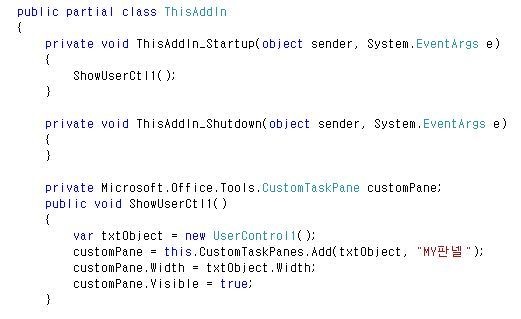 public partial class ThisAddIn
{
    private void ThisAddIn_Startup(object sender, System.EventArgs e)
    {
        ShowUserCtl1();
    }

    private void ThisAddIn_Shutdown(object sender, System.EventArgs e)
    {
    }

    private Microsoft.Office.Tools.CustomTaskPane customPane;
    public void ShowUserCtl1()
    {
        var txtObject = new UserControl1();
        customPane = this.CustomTaskPanes.Add(txtObject, "MY판넬");
        customPane.Width = txtObject.Width;
        customPane.Visible = true;
    }